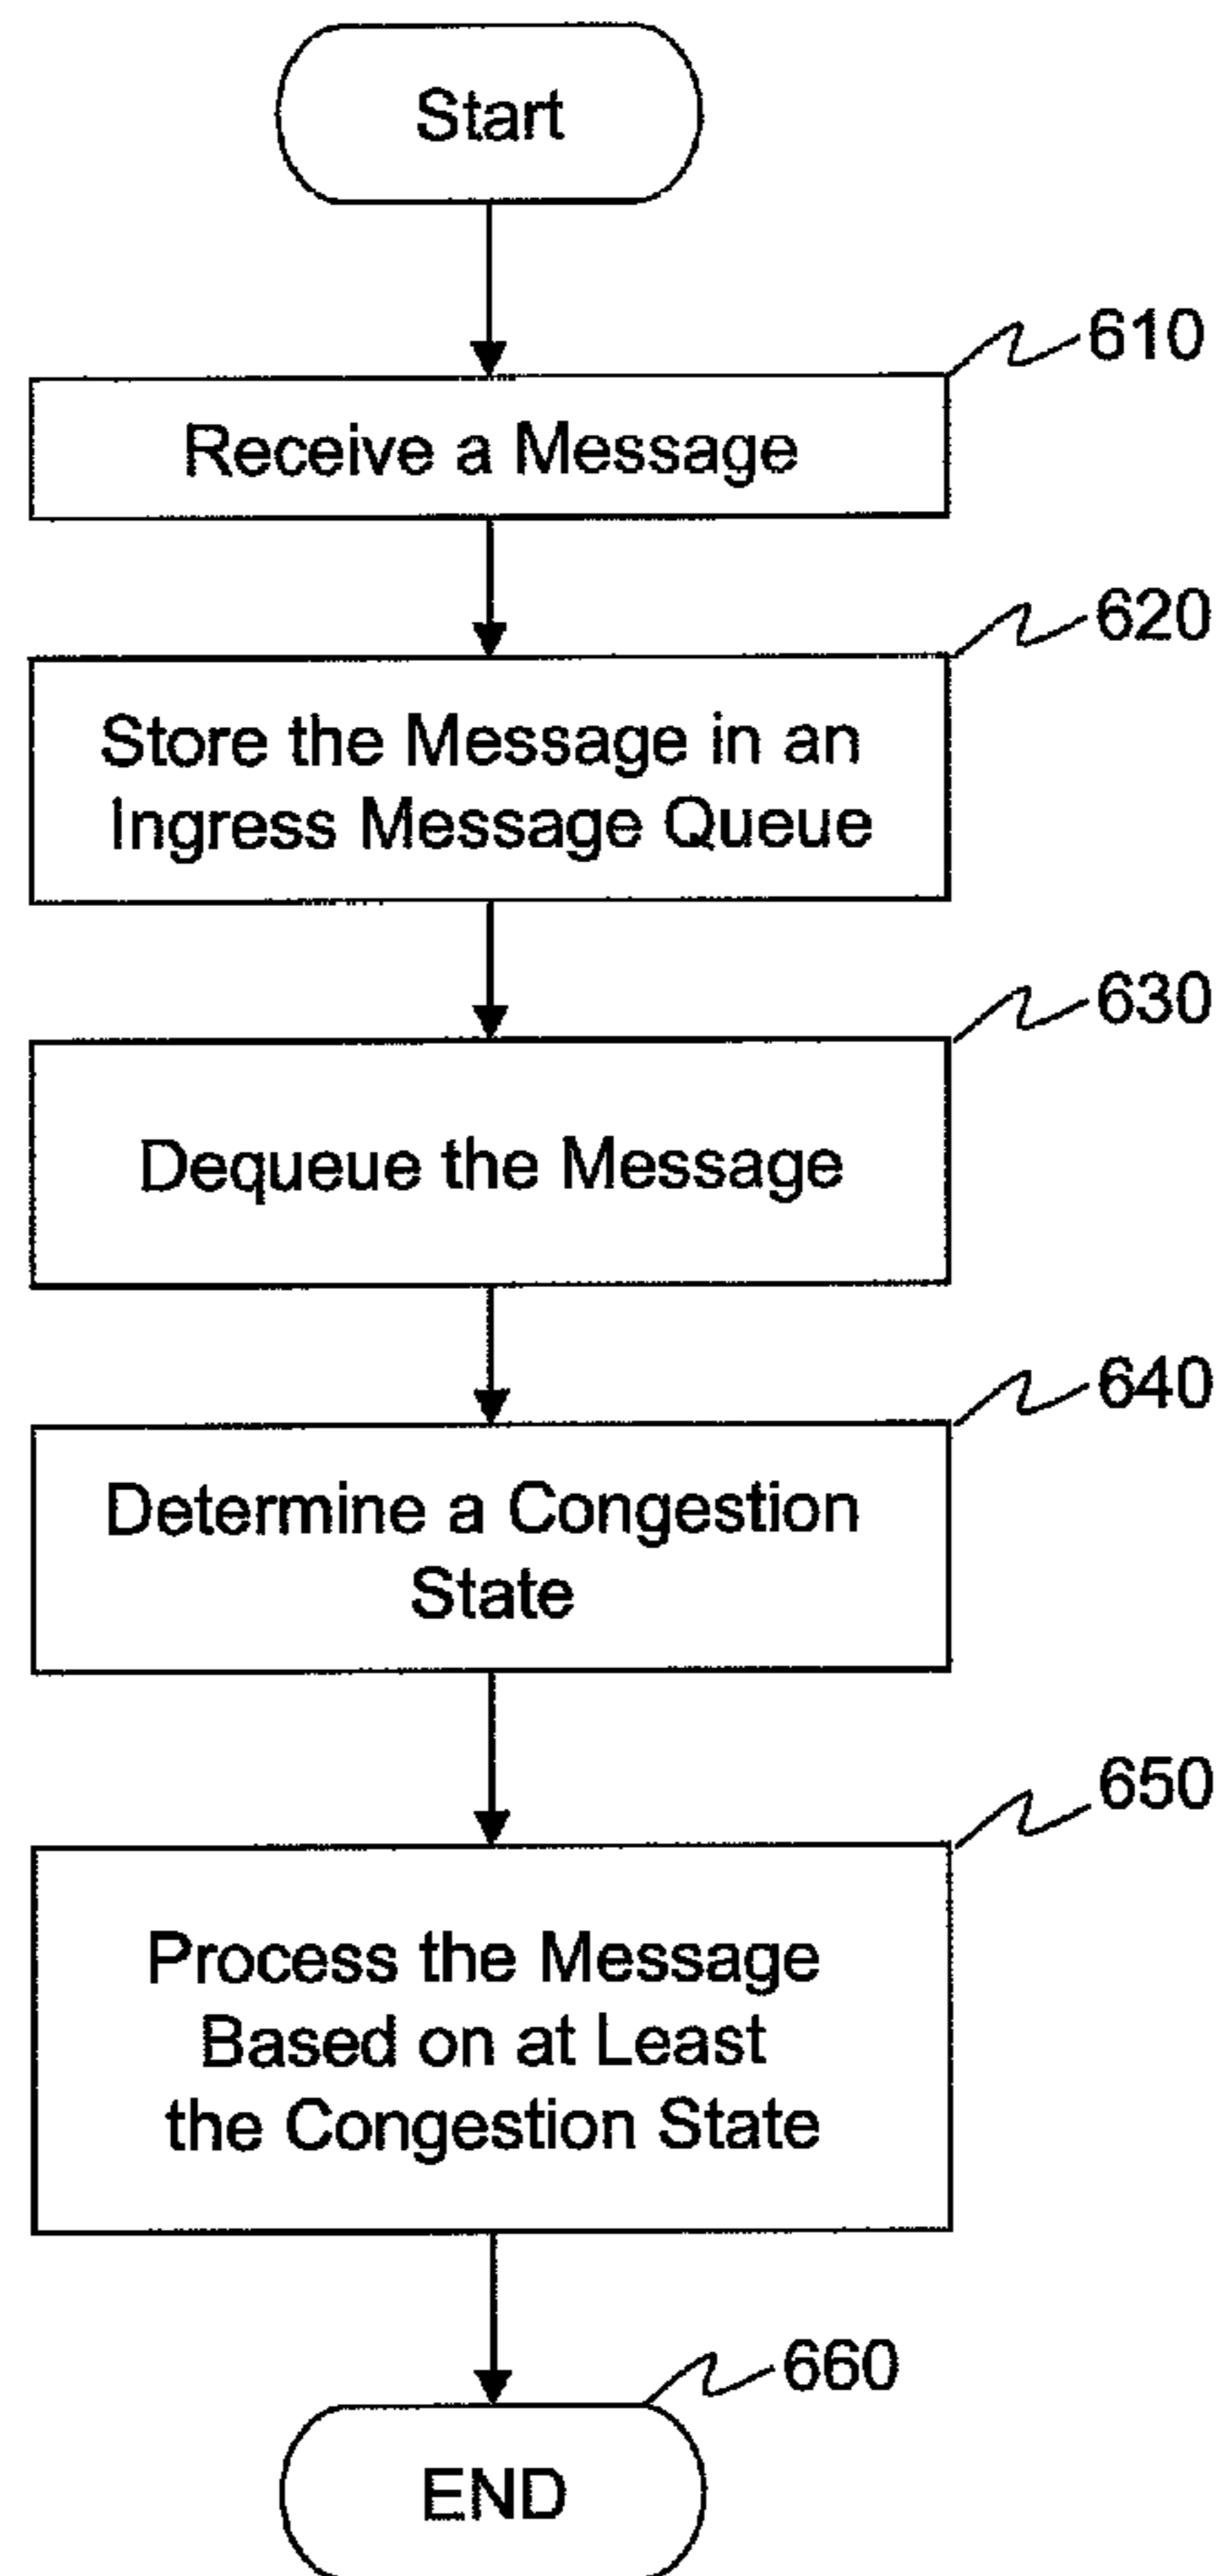 Start
610
Receive a Message
620
Store the Message in an
Ingress Message Queue
630
Dequeue the Message
640
Determine a Congestion
State
650
Process the Message
Based on at Least
the Congestion State
660
END